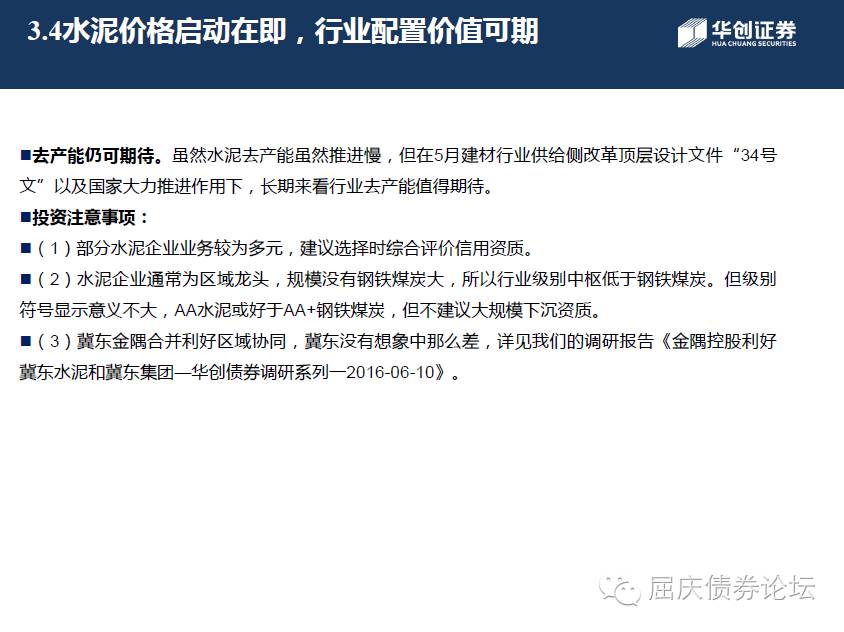 3.4水泥价格启动在即，行业配置价值可期
华创证券
HUA CHUANG SECURITIES
■去产能仍可期待。虽然水泥去产能虽然推进慢，但在5月建材行业供给侧改革顶层设计文件“34号
文”以及国家大力推进作用下，长期来看行业去产能值得期待。
■投资注意事项：
■（1）部分水泥企业业务较为多元，建议选择时综合评价信用资质。
■（2）水泥企业通常为区域龙头，规模没有钢铁煤炭大，所以行业级别中枢低于钢铁煤炭。但级别
符号显示意义不大，AA水泥或好于AA+钢铁煤炭，但不建议大规模下沉资质。
■（3）冀东金隅合并利好区域协同，冀东没有想象中那么差，详见我们的调研报告《金隅控股利好
冀东水泥和冀东集团—华创债券调研系列一2016-06-10》。
屈庆债券论坛